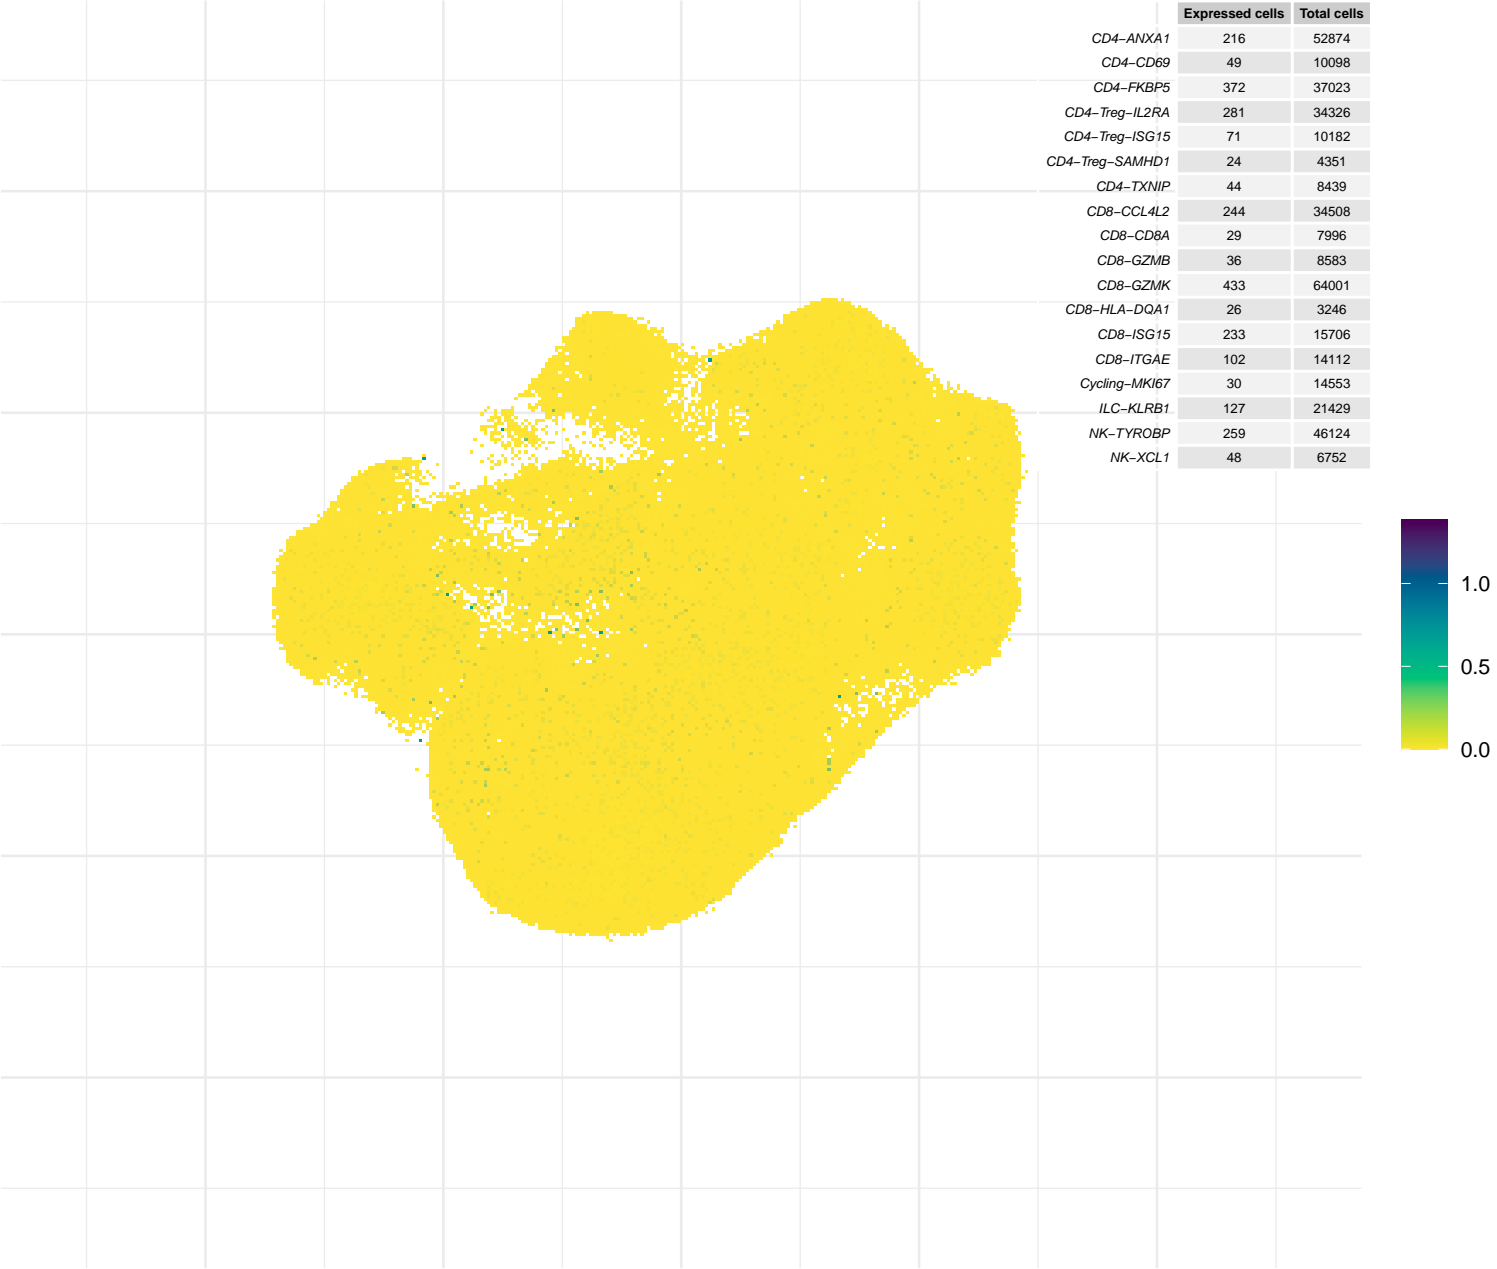 Expressed cells Total cells
CD4−ANXA1 216 52874
CD4−CD69 49 10098
CD4−FKBP5 372 37023
CD4−Treg−IL2RA 281 34326
CD4−Treg−ISG15 71 10182
CD4−Treg−SAMHD1 24 4351
CD4−TXNIP 44 8439
CD8−CCL4L2 244 34508
CD8−CD8A 29 7996
CD8−GZMB 36 8583
CD8−GZMK 433 64001
CD8−HLA−DQA1 26 3246
CD8−ISG15 233 15706
CD8−ITGAE 102 14112
Cycling−MKI67 30 14553
ILC−KLRB1 127 21429
NK−TYROBP 259 46124
NK−XCL1 48 6752
1.0
0.5
0.0